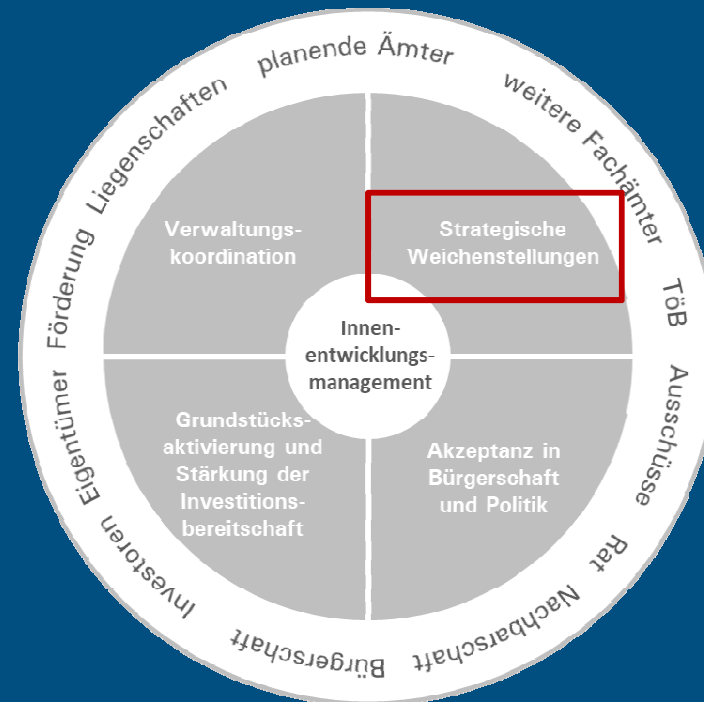 planende Ämter
weitere Fachämter
TöB
Ausschüsse
Rat
Nachbarschaft
Bürgerschaft
Investoren
Eigentümer
Förderung
Liegenschaften
Verwaltungs-
koordination
Strategische
Weichenstellungen
Innen-
entwicklungs-
management
Grundstücks-
aktivierung und
Stärkung der
Investitions-
bereitschaft
Akzeptanz in
Bürgerschaft
und Politik